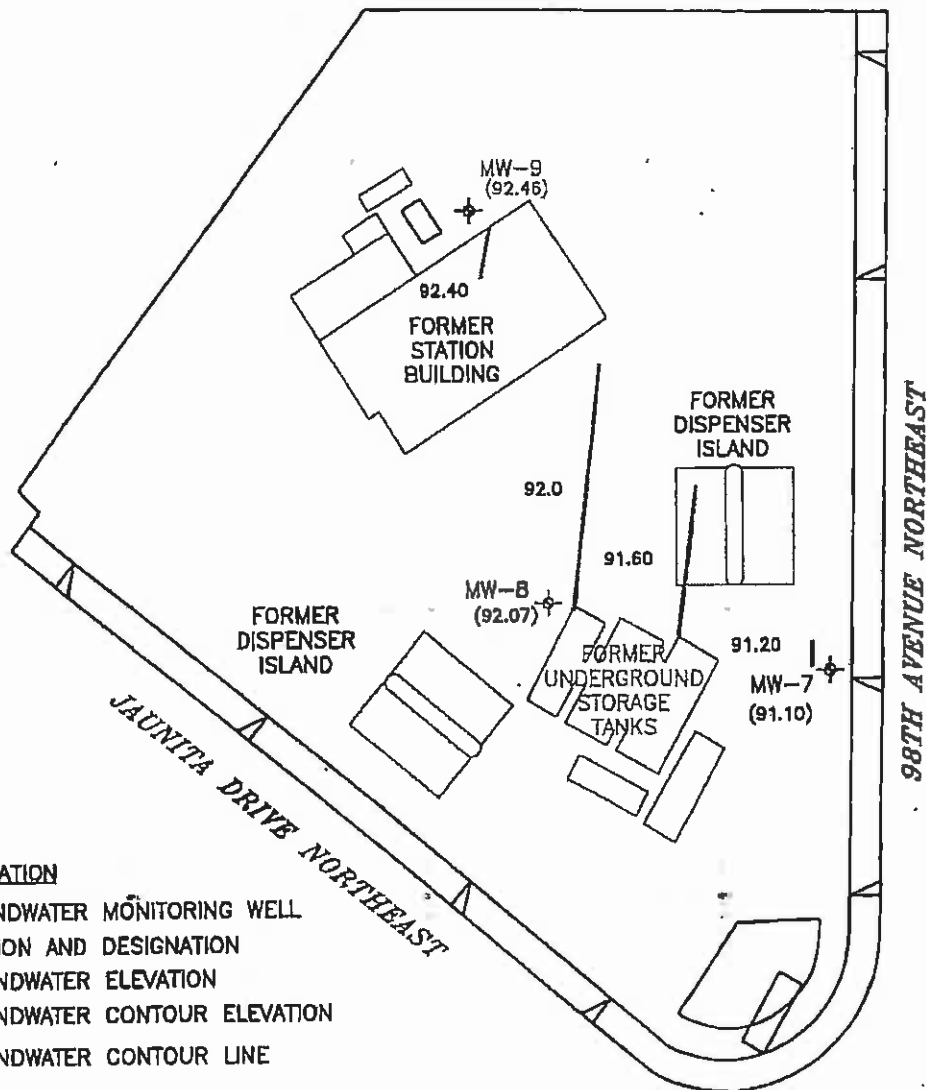 MW-9
(92.46)
92.40
FORMER
STATION
BUILDING
FORMER
DISPENSER
ISLAND
98TH AVENUE NORTHEAST
92.0
91.60
MW-8
(92.07)
FORMER
DISPENSER
ISLAND
FORMER
UNDERGROUND
STORAGE
TANKS
91.20
MW-7
(91.10)
JAUNITA DRIVE NORTHEAST
ATION
NDWATER MONITORING WELL
ION AND DESIGNATION
NDWATER ELEVATION
NDWATER CONTOUR ELEVATION
NDWATER CONTOUR LINE